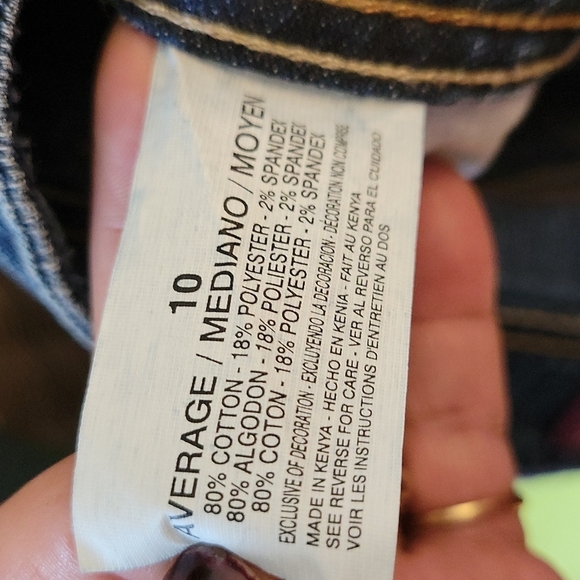 10
AVERAGE / MEDIANO / MOYEN
80% COTTON - 18% POLYESTER - 2% SPANDEX
80% ALGODON - 18% POLIESTER - 2% SPANDEX
80% COTON - 18% POLYESTER - 2% SPANDEX
EXCLUSIVE OF DECORATION - EXCLUYENDO LA DECORACION - DECORATION NON COMPRISE
MADE IN KENYA - HECHO EN KENIA - FAIT AU KENYA
SEE REVERSE FOR CARE - VER AL REVERSO PARA EL CUIDADO
VOIR LES INSTRUCTIONS D'ENTRETIEN AU DOS